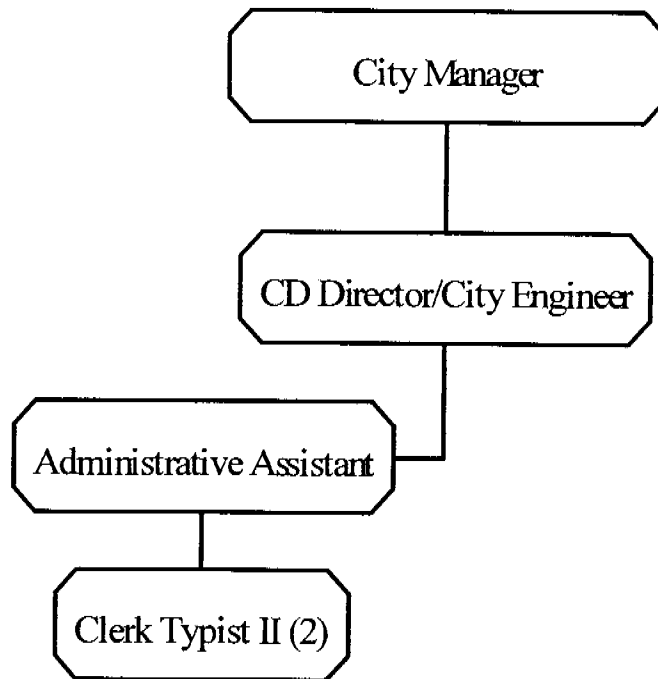 City Manager
CD Director/City Engineer
Administrative Assistant
Clerk Typist II (2)